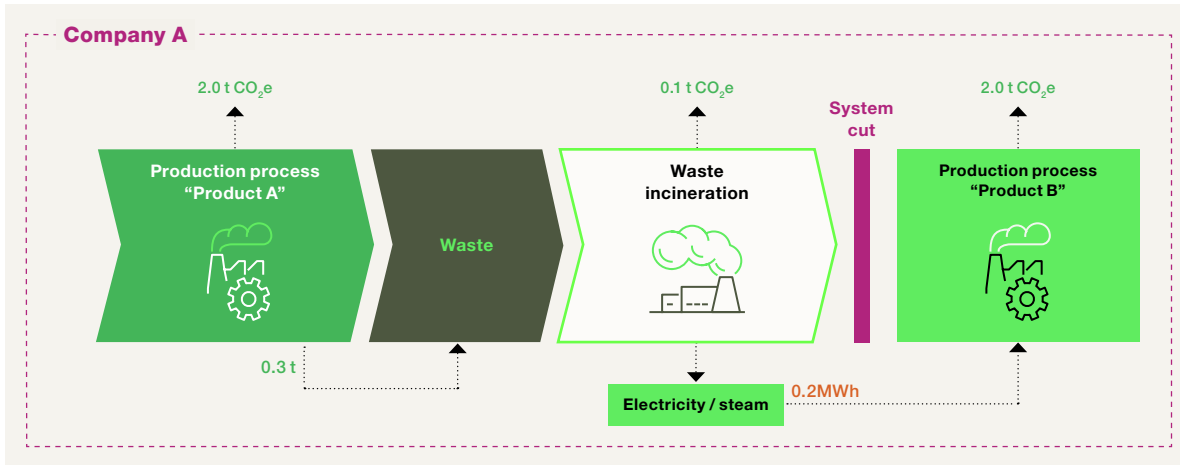 Company A
2.0 t CO₂e
0.1 t CO₂e
2.0 t CO₂e
System
cut
Production process
“Product A”
Waste
Waste
incineration
Production process
“Product B”
0.3 t
Electricity / steam
0.2MWh